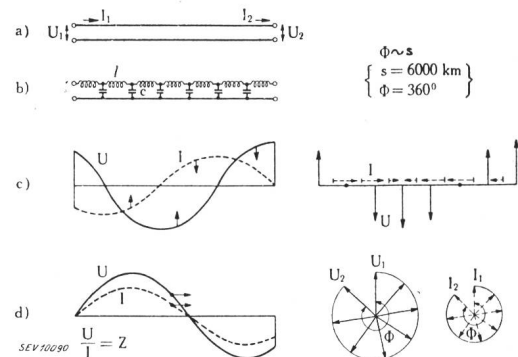 a)
I₁
I₂
U₁
U₂
Φ∼s
s = 6000 km
Φ = 360°
b)
l
c
c)
U
I
I
U
d)
U
I
U/I = Z
U₂
U₁
Φ
I₂
I₁
Φ
SEV10090